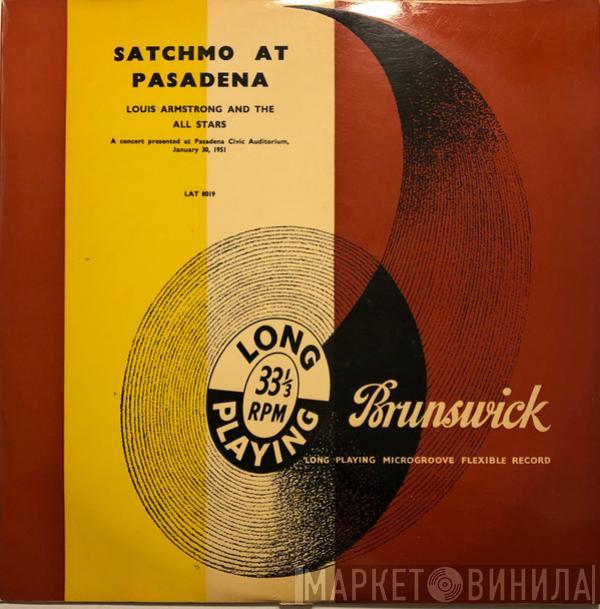 SATCHMO AT
PASADENA
LOUIS ARMSTRONG AND THE
ALL STARS
A concert presented at Pasadena Civic Auditorium,
January 30, 1951
LAT 8019
LONG
33⅓
RPM
PLAYING
Brunswick
LONG PLAYING MICROGROOVE FLEXIBLE RECORD
МАРКЕТ ВИНИЛА